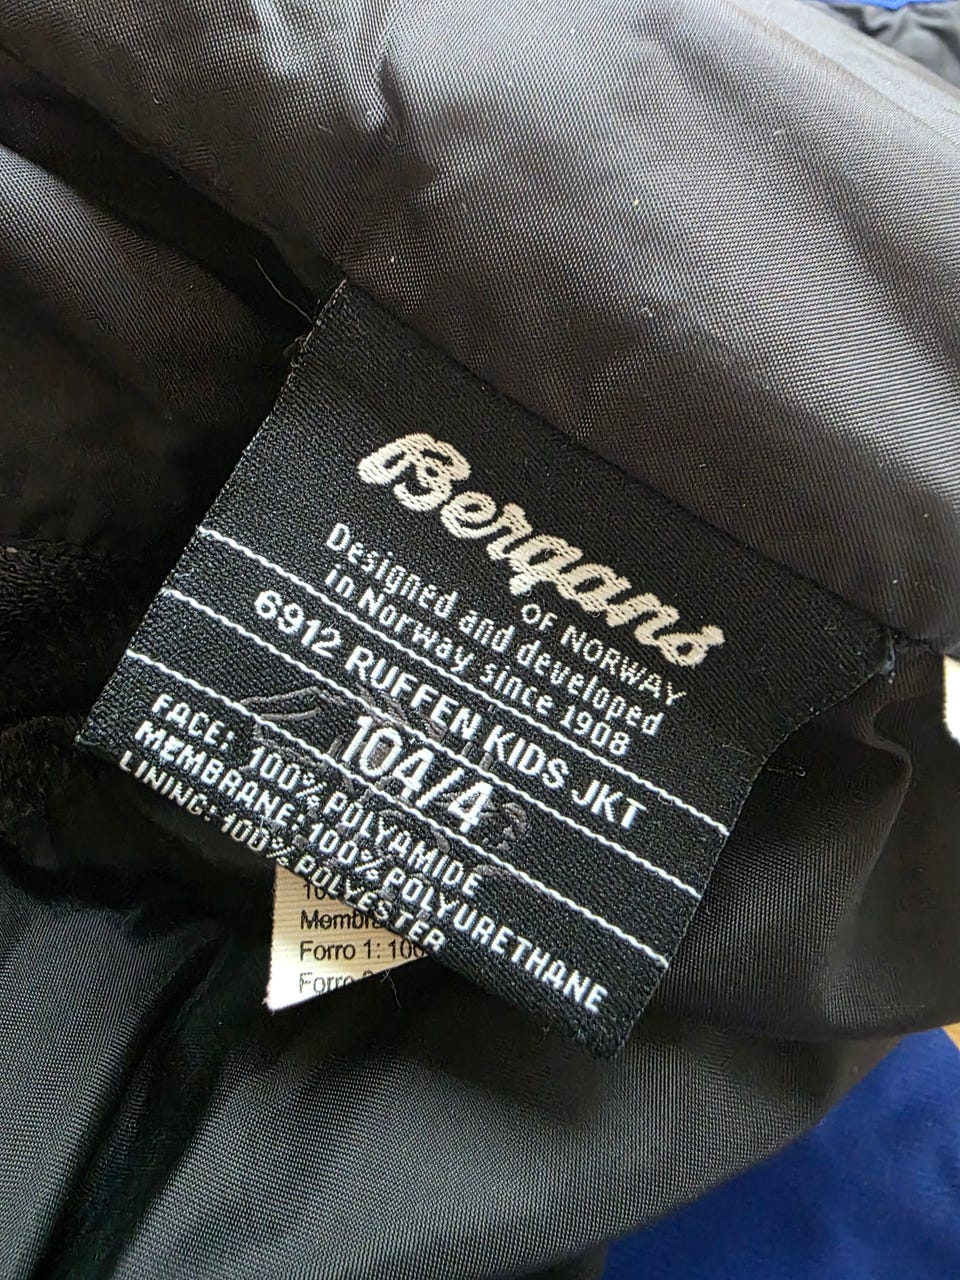 Bergans
OF NORWAY
Designed and developed
in Norway since 1908
6912 RUFFEN KIDS JKT
104/4
FACE: 100% POLYAMIDE
MEMBRANE: 100% POLYURETHANE
LINING: 100% POLYESTER
Forro 1: 100
Forro